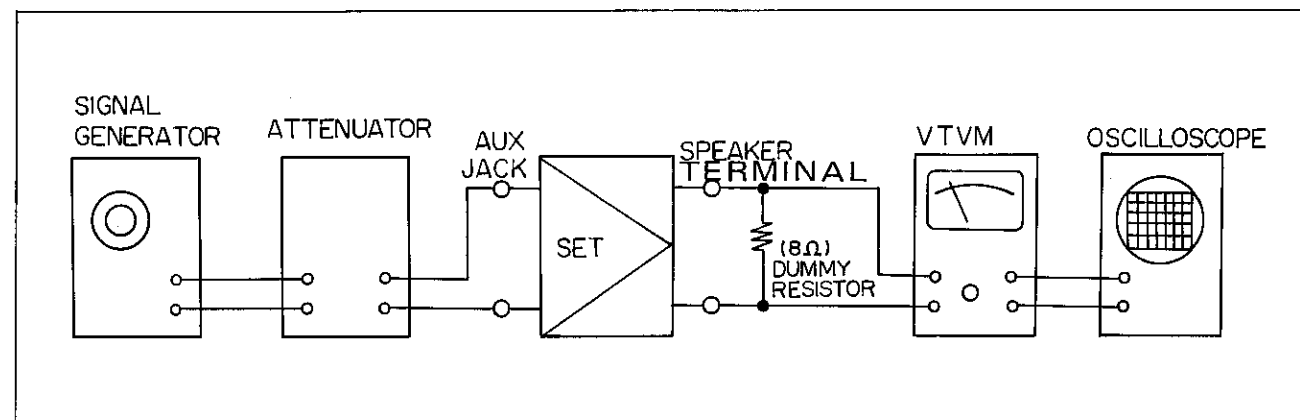 SIGNAL
GENERATOR
ATTENUATOR
AUX
JACK
SET
SPEAKER
TERMINAL
(8Ω)
DUMMY
RESISTOR
VTVM
OSCILLOSCOPE